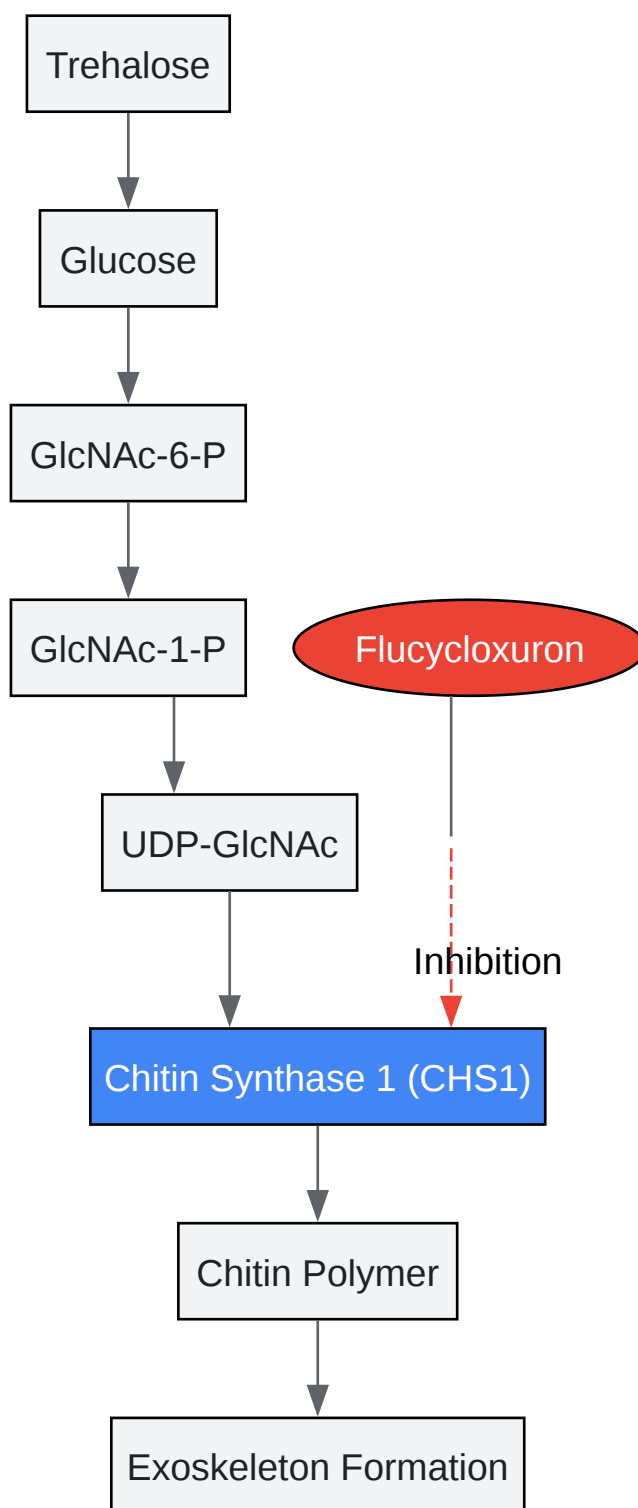 Trehalose
Glucose
GlcNAc-6-P
GlcNAc-1-P
Flucycloxuron
UDP-GlcNAc
Inhibition
Chitin Synthase 1 (CHS1)
Chitin Polymer
Exoskeleton Formation